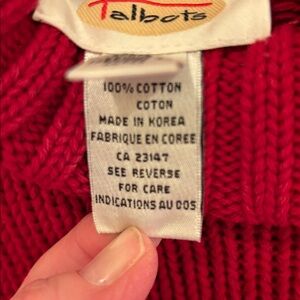 Talbots
100% COTTON
COTON
MADE IN KOREA
FABRIQUE EN COREE
CA 23147
SEE REVERSE
FOR CARE
INDICATIONS AU DOS